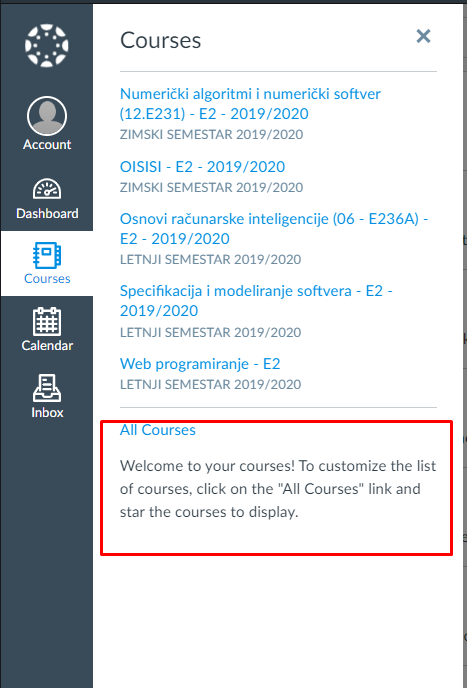 Courses
Numerički algoritmi i numerički softver
(12.E231) - E2 - 2019/2020
ZIMSKI SEMESTAR 2019/2020
OISISI - E2 - 2019/2020
ZIMSKI SEMESTAR 2019/2020
Osnovi računarske inteligencije (06 - E236A) -
E2 - 2019/2020
LETNJI SEMESTAR 2019/2020
Specifikacija i modeliranje softvera - E2 -
2019/2020
LETNJI SEMESTAR 2019/2020
Web programiranje - E2
LETNJI SEMESTAR 2019/2020
All Courses
Welcome to your courses! To customize the list
of courses, click on the "All Courses" link and
star the courses to display.
Account
Dashboard
Courses
Calendar
Inbox